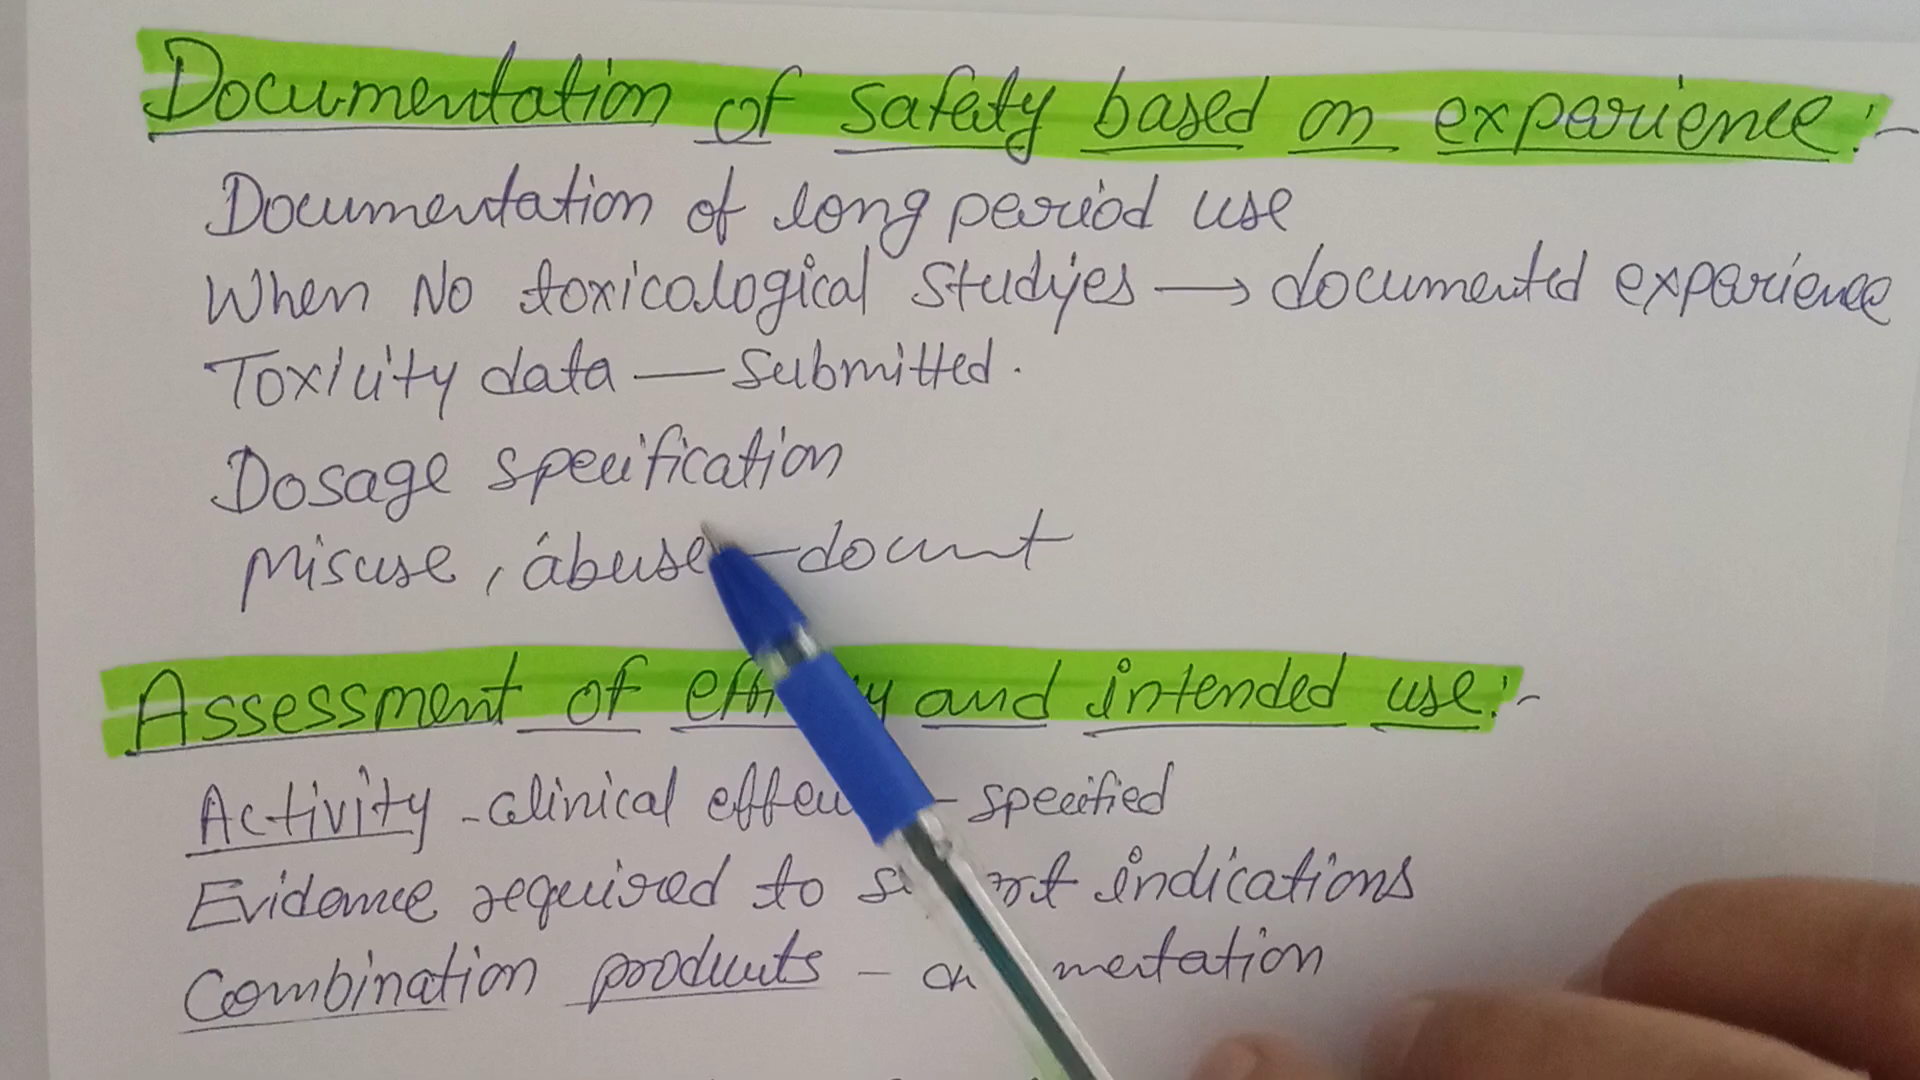 Documentation of safety based on experience:-
Documentation of long period use
When No toxicological studies → documented experience
Toxicity data — submitted.
Dosage specification
Misuse, abuse —
Assessment of and intended use:-
Activity - clinical - specified
Evidence required to indications
Combination products -